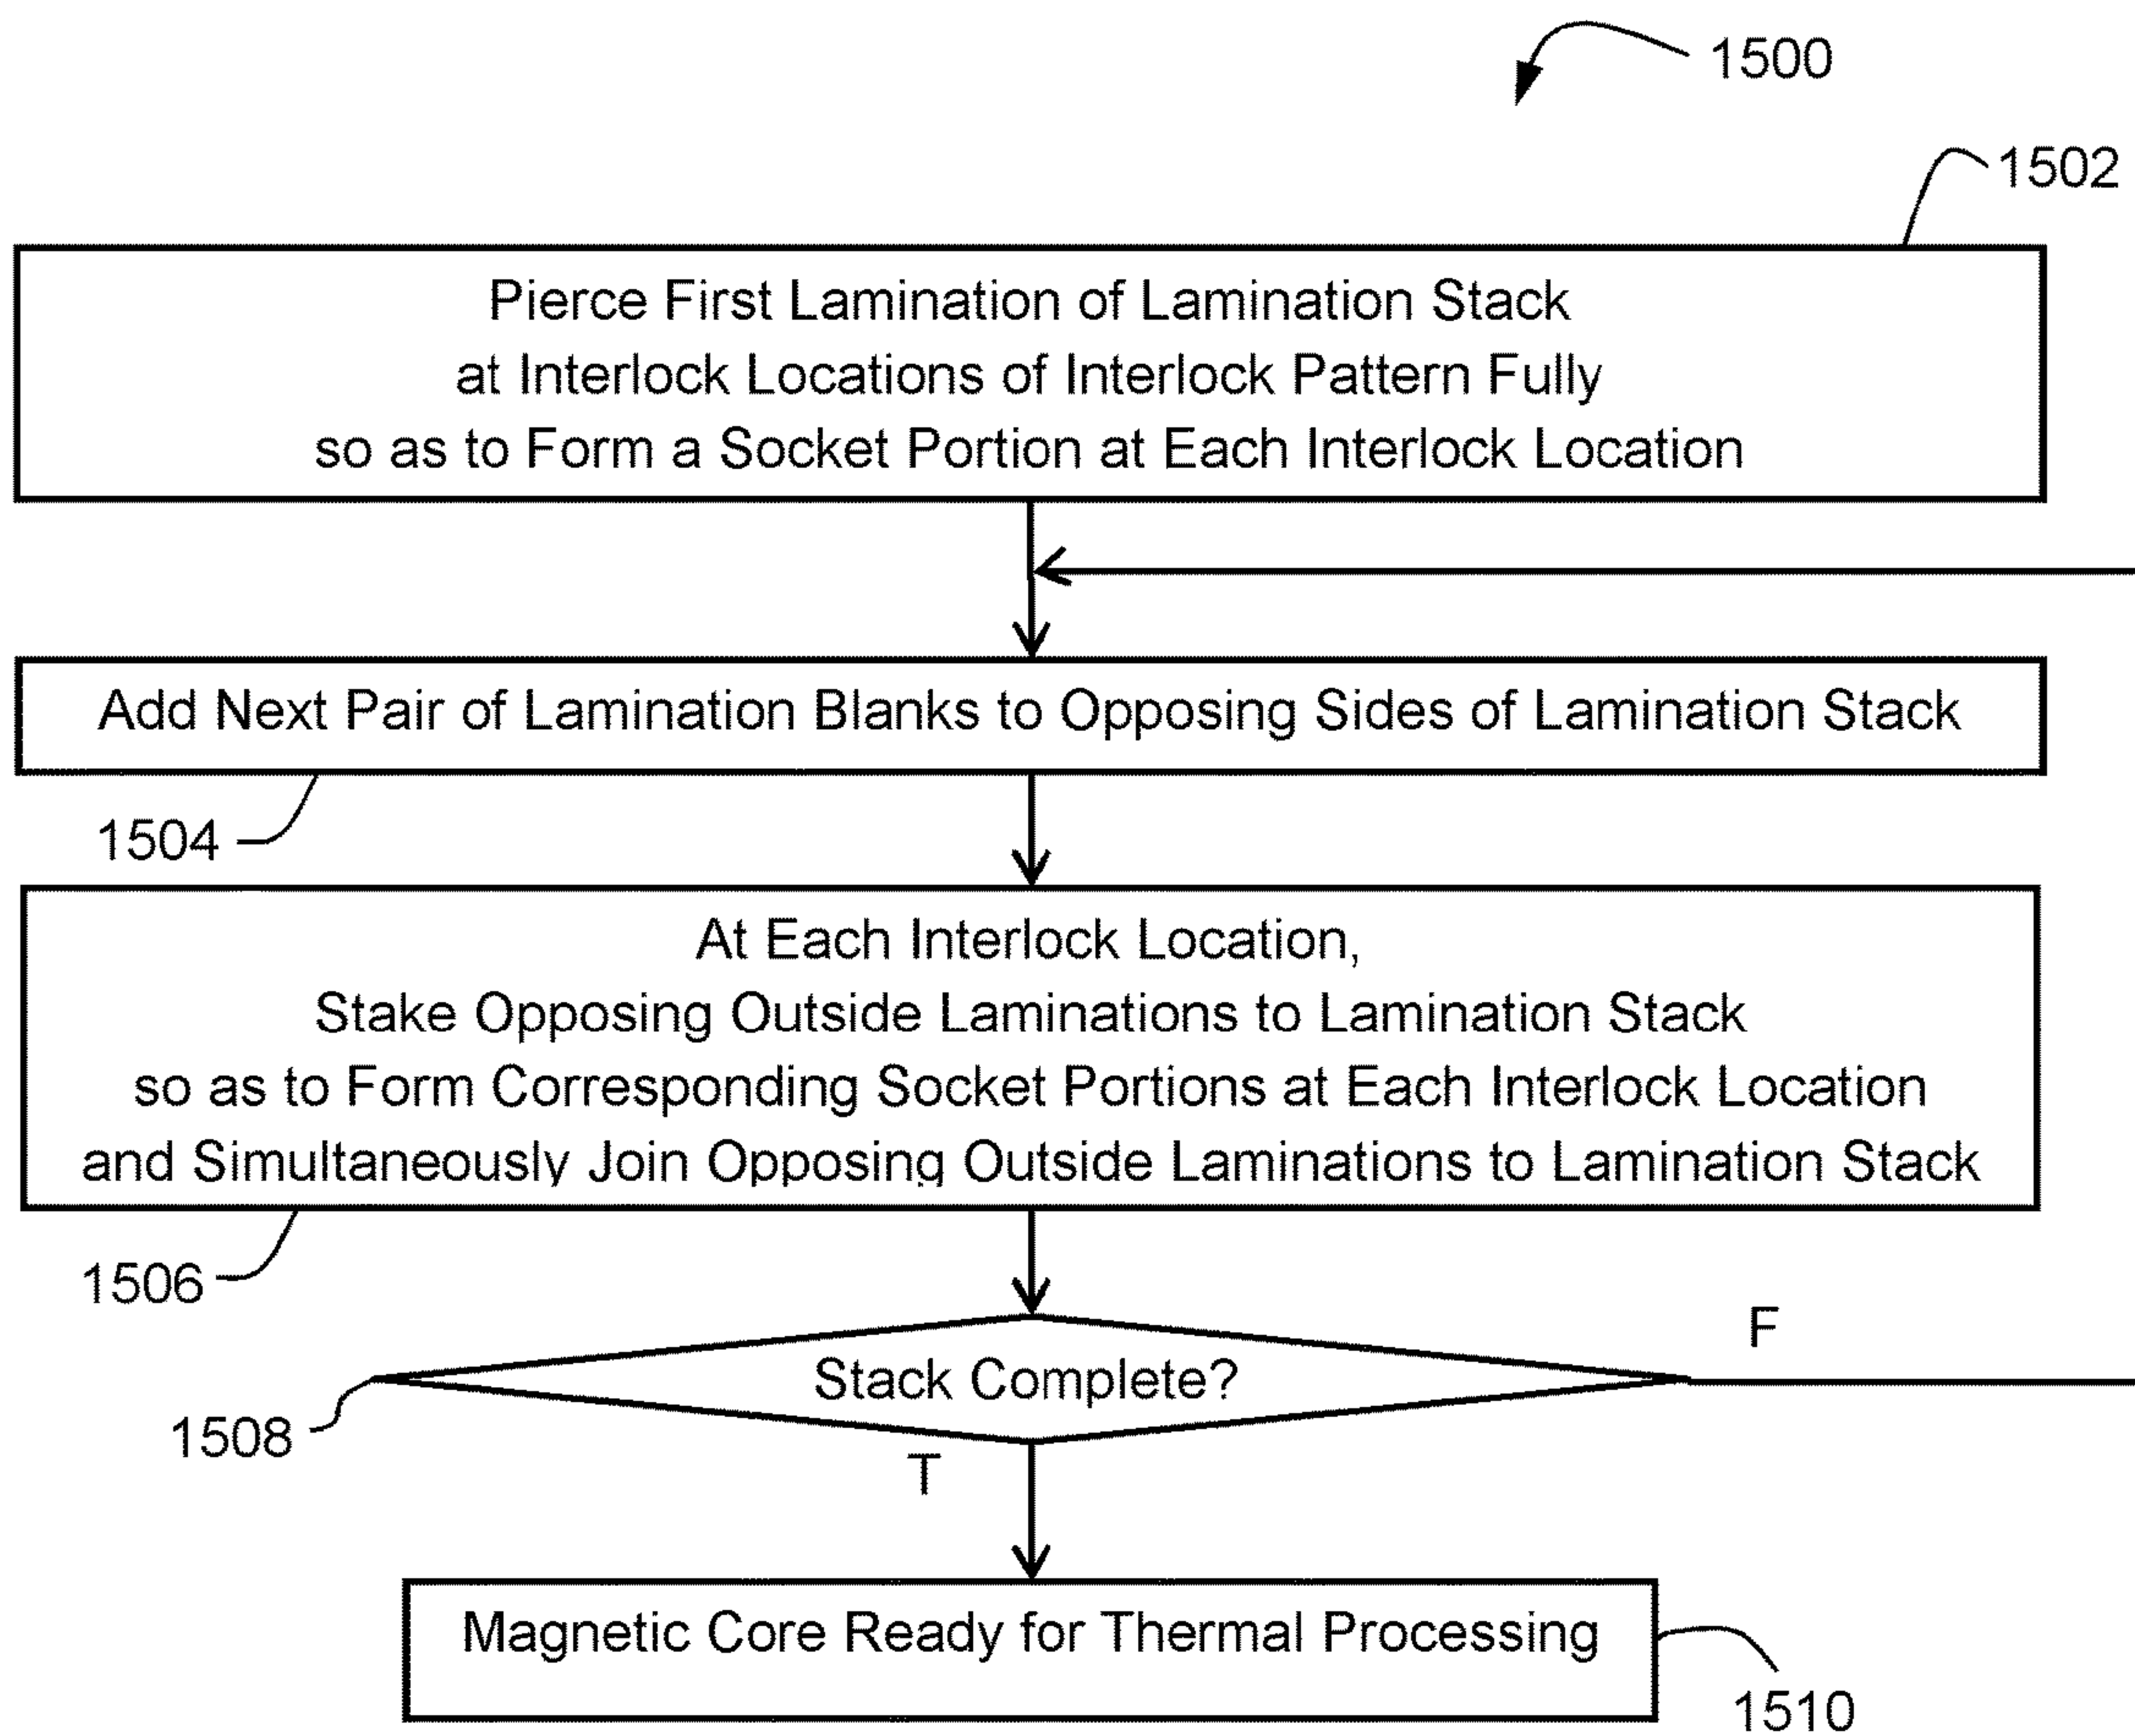 1500
1502
Pierce First Lamination of Lamination Stack
at Interlock Locations of Interlock Pattern Fully
so as to Form a Socket Portion at Each Interlock Location
Add Next Pair of Lamination Blanks to Opposing Sides of Lamination Stack
1504
At Each Interlock Location,
Stake Opposing Outside Laminations to Lamination Stack
so as to Form Corresponding Socket Portions at Each Interlock Location
and Simultaneously Join Opposing Outside Laminations to Lamination Stack
1506
F
Stack Complete?
1508
T
Magnetic Core Ready for Thermal Processing
1510